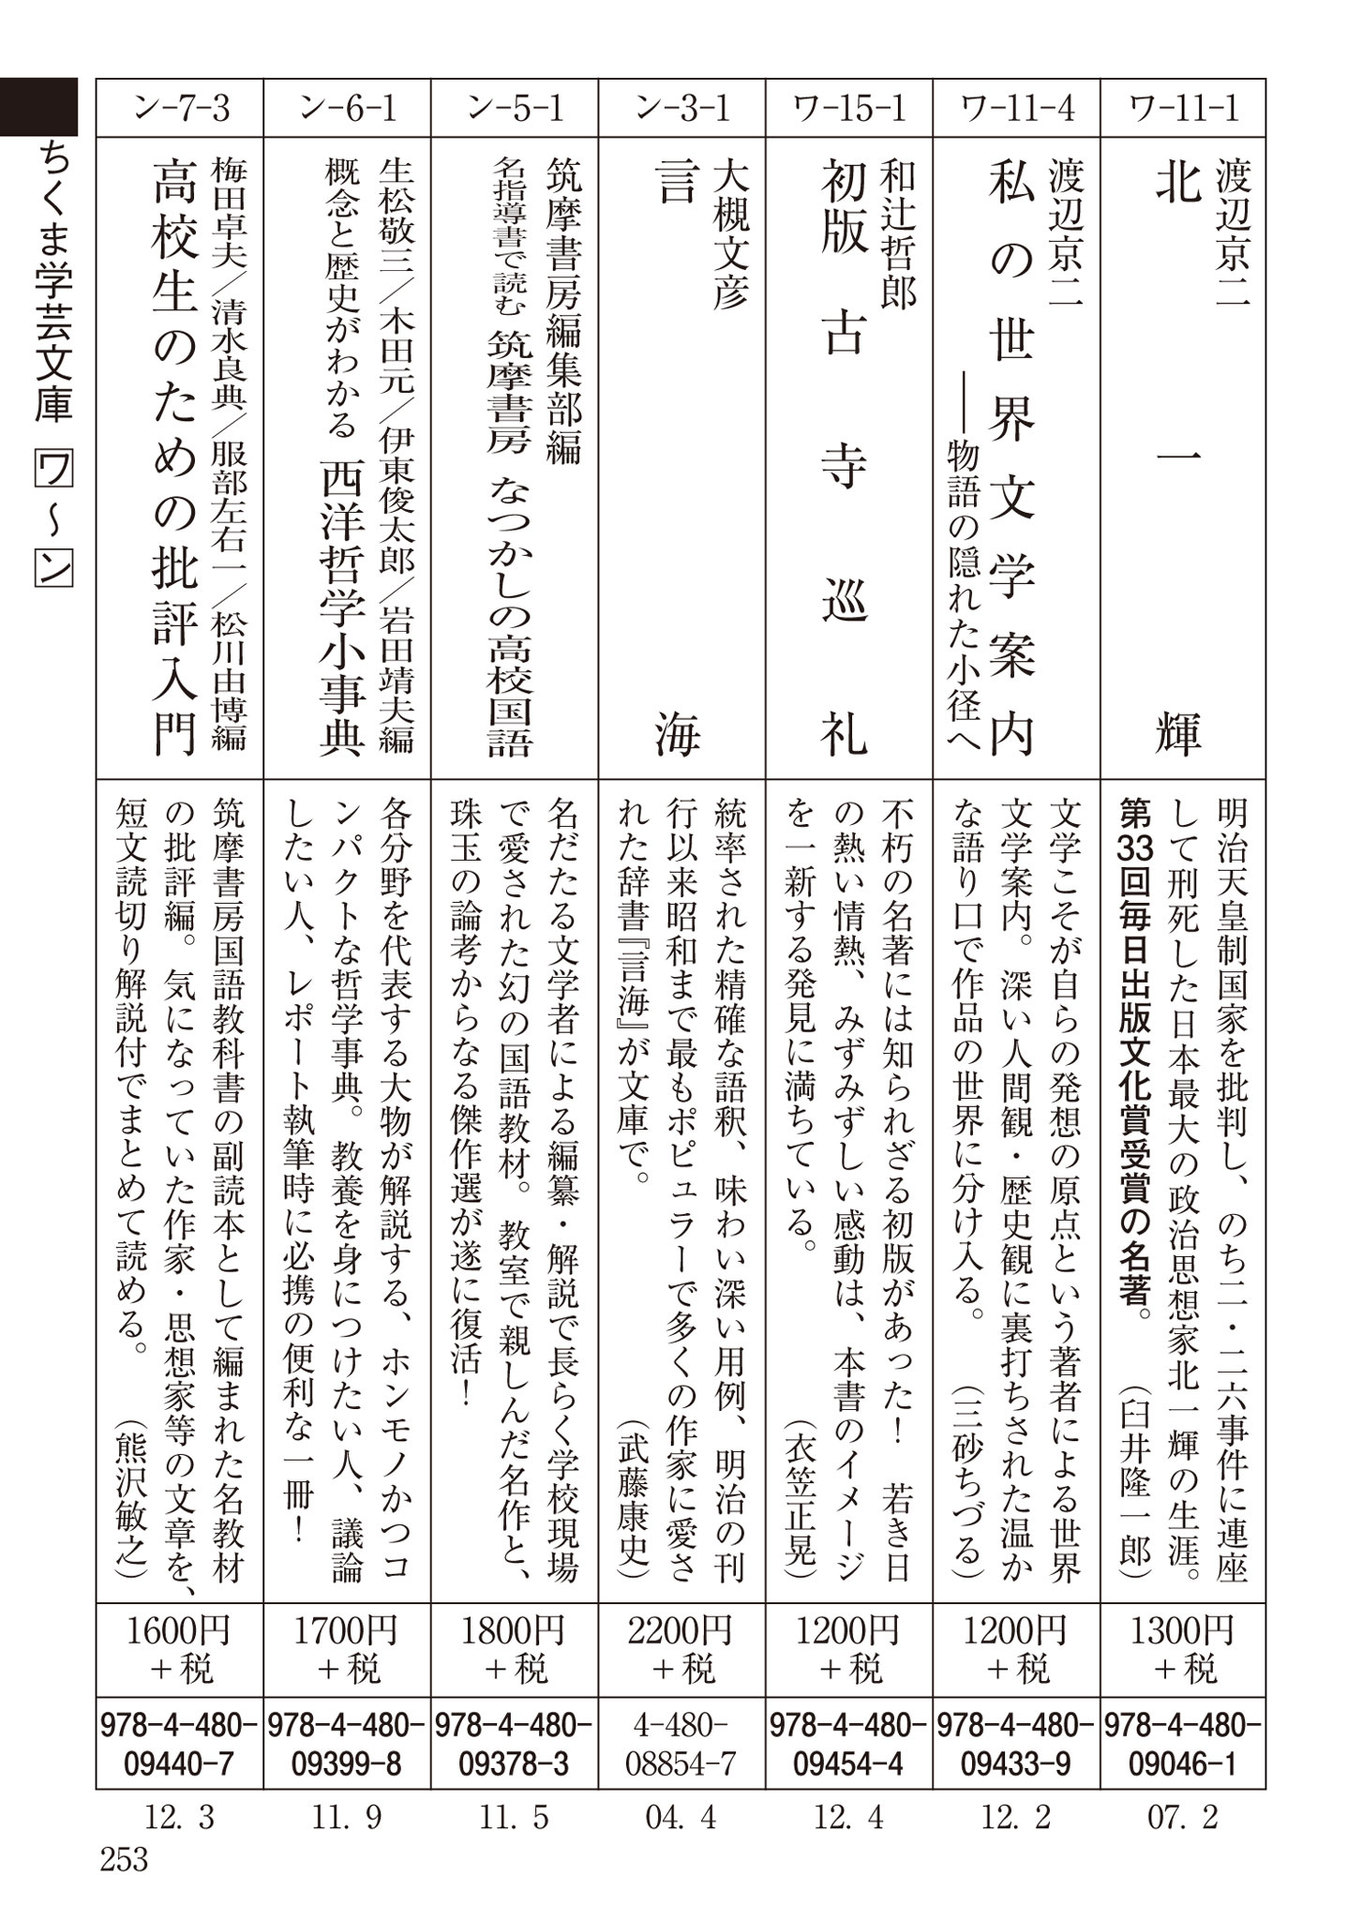 ワ-11-1
渡辺京二
北一輝
明治天皇制国家を批判し、のち二・二六事件に連座
して刑死した日本最大の政治思想家北一輝の生涯。
第33回毎日出版文化賞受賞の名著。(臼井隆一郎)
1300円
+税
978-4-480-
09046-1
07. 2
ワ-11-4
渡辺京二
私の世界文学案内
――物語の隠れた小径へ
文学こそが自らの発想の原点という著者による世界
文学案内。深い人間観・歴史観に裏打ちされた温か
な語り口で作品の世界に分け入る。(三砂ちづる)
1200円
+税
978-4-480-
09433-9
12. 2
ワ-15-1
和辻哲郎
初版 古寺巡礼
不朽の名著には知られざる初版があった! 若き日
の熱い情熱、みずみずしい感動は、本書のイメージ
を一新する発見に満ちている。(衣笠正晃)
1200円
+税
978-4-480-
09454-4
12. 4
ン-3-1
大槻文彦
言海
統率された精確な語釈、味わい深い用例、明治の刊
行以来昭和まで最もポピュラーで多くの作家に愛さ
れた辞書『言海』が文庫で。(武藤康史)
2200円
+税
4-480-
08854-7
04. 4
ン-5-1
筑摩書房編集部編
名指導書で読む 筑摩書房 なつかしの高校国語
名だたる文学者による編纂・解説で長らく学校現場
で愛された幻の国語教材。教室で親しんだ名作と、
珠玉の論考からなる傑作選が遂に復活!
1800円
+税
978-4-480-
09378-3
11. 5
ン-6-1
生松敬三/木田元/伊東俊太郎/岩田靖夫編
概念と歴史がわかる 西洋哲学小事典
各分野を代表する大物が解説する、ホンモノかつコ
ンパクトな哲学事典。教養を身につけたい人、議論
したい人、レポート執筆時に必携の便利な一冊!
1700円
+税
978-4-480-
09399-8
11. 9
ン-7-3
梅田卓夫/清水良典/服部左右一/松川由博編
高校生のための批評入門
筑摩書房国語教科書の副読本として編まれた名教材
の批評編。気になっていた作家・思想家等の文章を、
短文読切り解説付でまとめて読める。(熊沢敏之)
1600円
+税
978-4-480-
09440-7
12. 3
ちくま学芸文庫 ワ〜ン
253